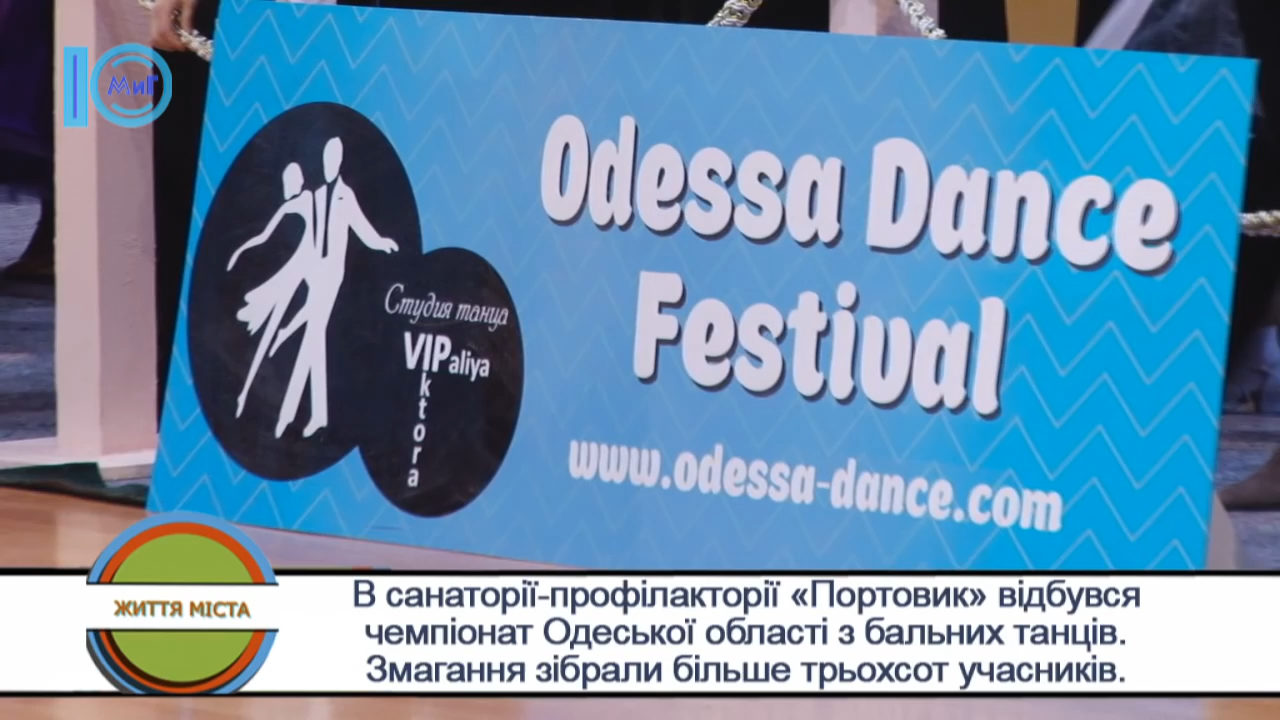 МиГ
Odessa Dance
Festival
www.odessa-dance.com
Студия танца
VIPaliya
Iktora
ЖИТТЯ МІСТА
В санаторії-профілакторії «Портовик» відбувся
чемпіонат Одеської області з бальних танців.
Змагання зібрали більше трьохсот учасників.